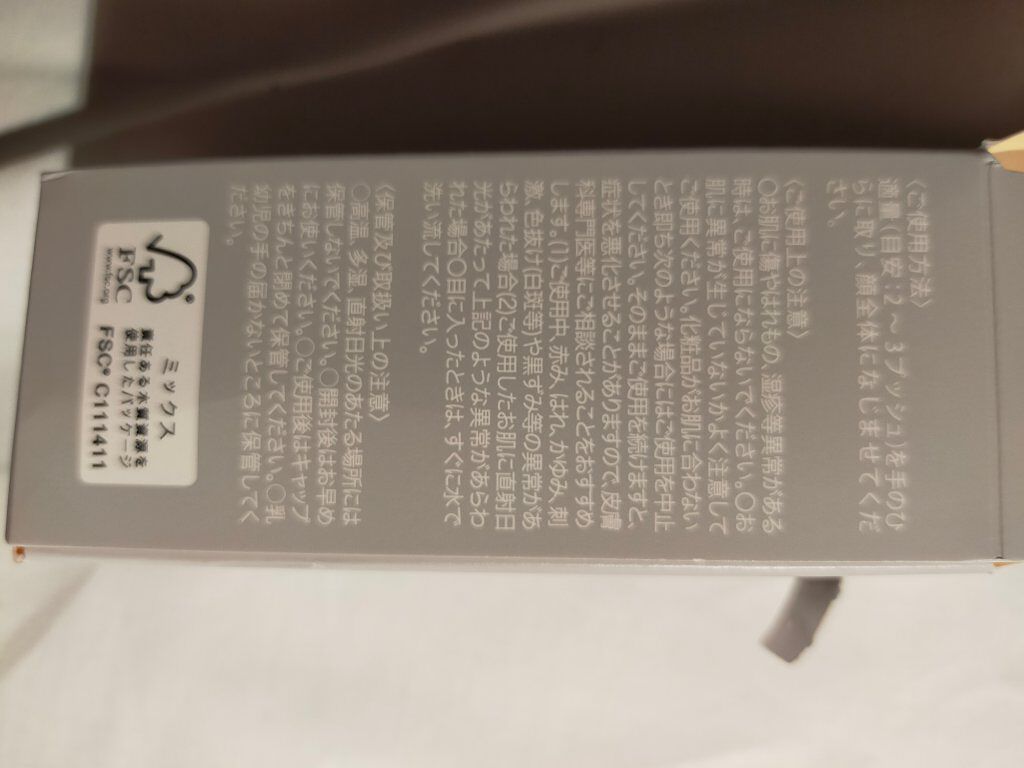 〈ご使用方法〉
適量(目安:2～3プッシュ)を手のひ
らに取り、顔全体になじませてくだ
さい。
〈ご使用上の注意〉
○お肌に傷やはれもの、湿疹等異常がある
時は、ご使用にならないでください。○お
肌に異常が生じていないかよく注意して
ご使用ください。化粧品がお肌に合わない
とき即ち次のような場合にはご使用を中止
してください。そのままご使用を続けますと、
症状を悪化させることがありますので、皮膚
科専門医等にご相談されることをおすすめ
します。(1)ご使用中、赤み、はれ、かゆみ、刺
激、色抜け(白斑等)や黒ずみ等の異常があ
らわれた場合(2)ご使用したお肌に直射日
光があたって上記のような異常があらわ
れた場合○目に入ったときは、すぐに水で
洗い流してください。
〈保管及び取扱い上の注意〉
○高温、多湿、直射日光のあたる場所には
保管しないでください。○開封後はお早め
にお使いください。○ご使用後はキャップ
をきちんと閉めて保管してください。○乳
幼児の手の届かないところに保管してく
ださい。
FSC
www.fsc.org
ミックス
責任ある木質資源を
使用したパッケージ
FSC® C111411